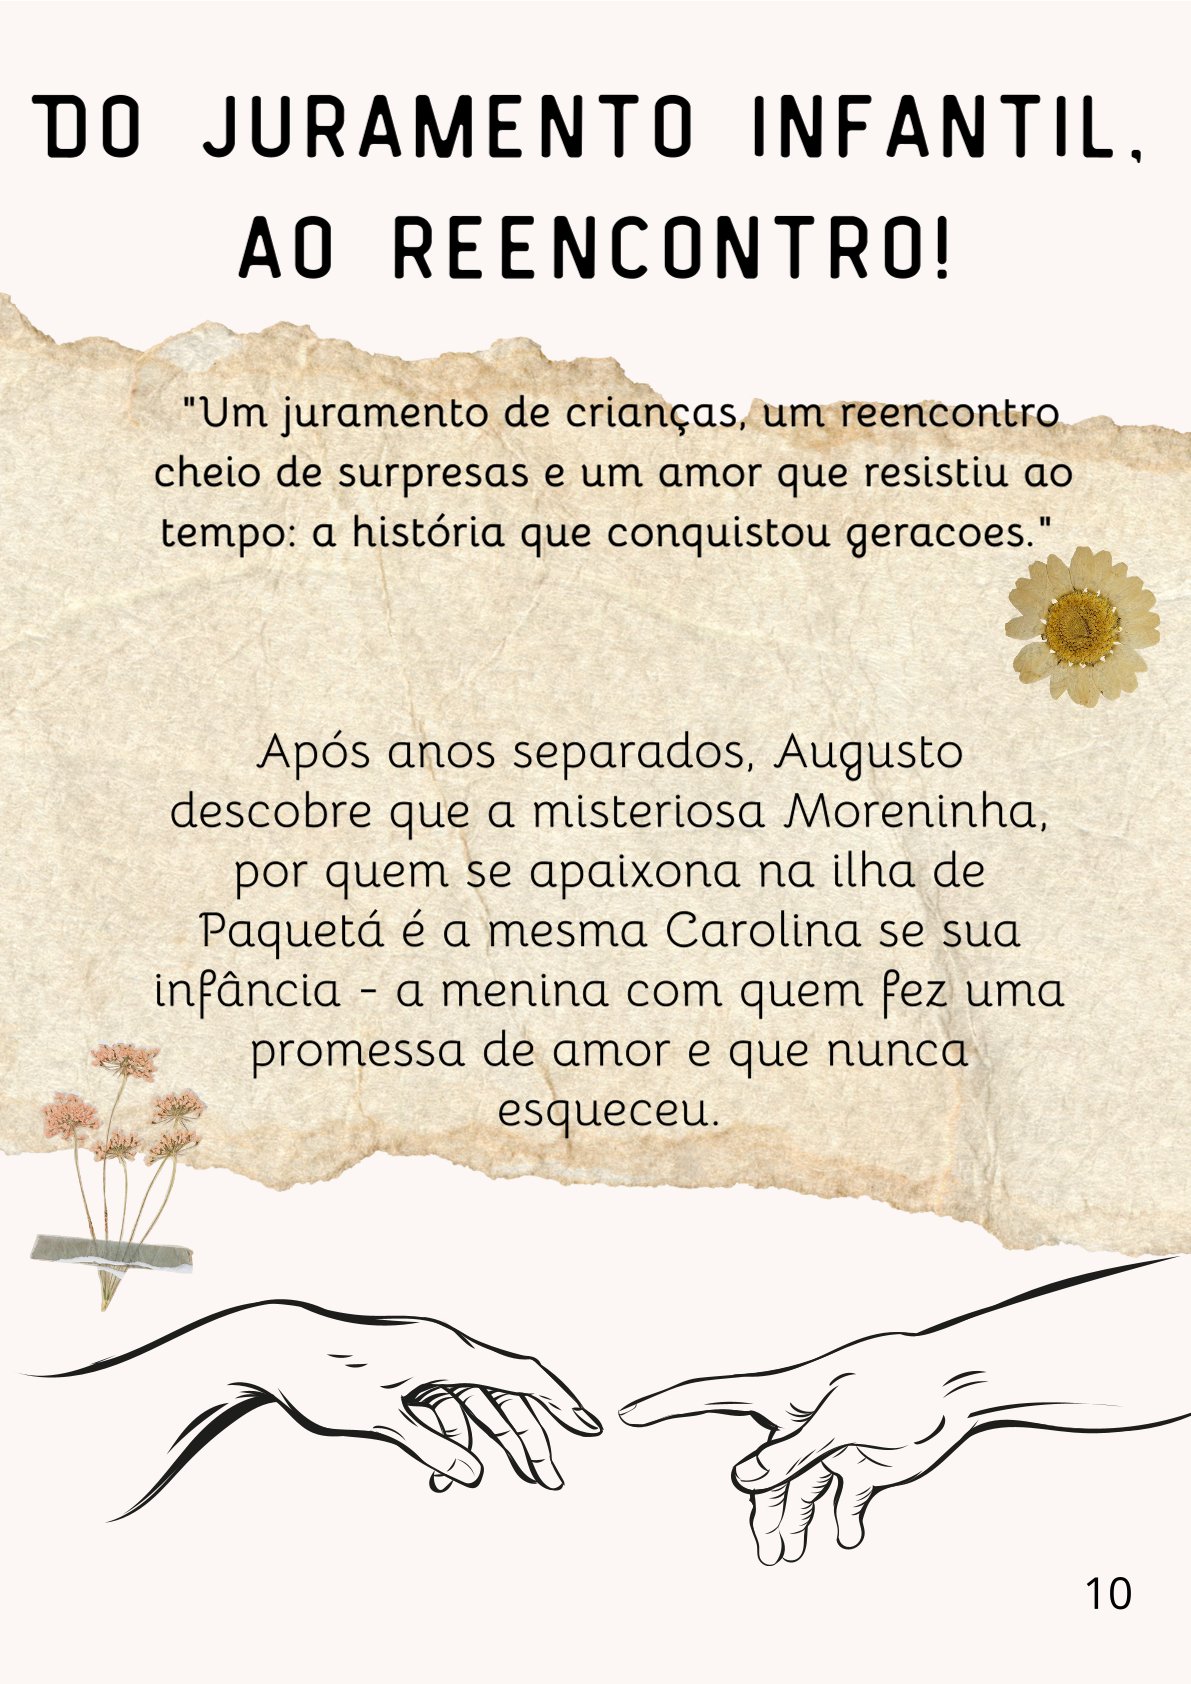 DO JURAMENTO INFANTIL,
AO REENCONTRO!
"Um juramento de crianças, um reencontro
cheio de surpresas e um amor que resistiu ao
tempo: a história que conquistou geracoes."
Após anos separados, Augusto
descobre que a misteriosa Moreninha,
por quem se apaixona na ilha de
Paquetá é a mesma Carolina se sua
infância - a menina com quem fez uma
promessa de amor e que nunca
esqueceu.
10